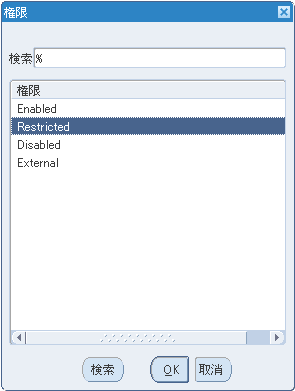 権限
検索 %
権限
Enabled
Restricted
Disabled
External
検索 OK 取消